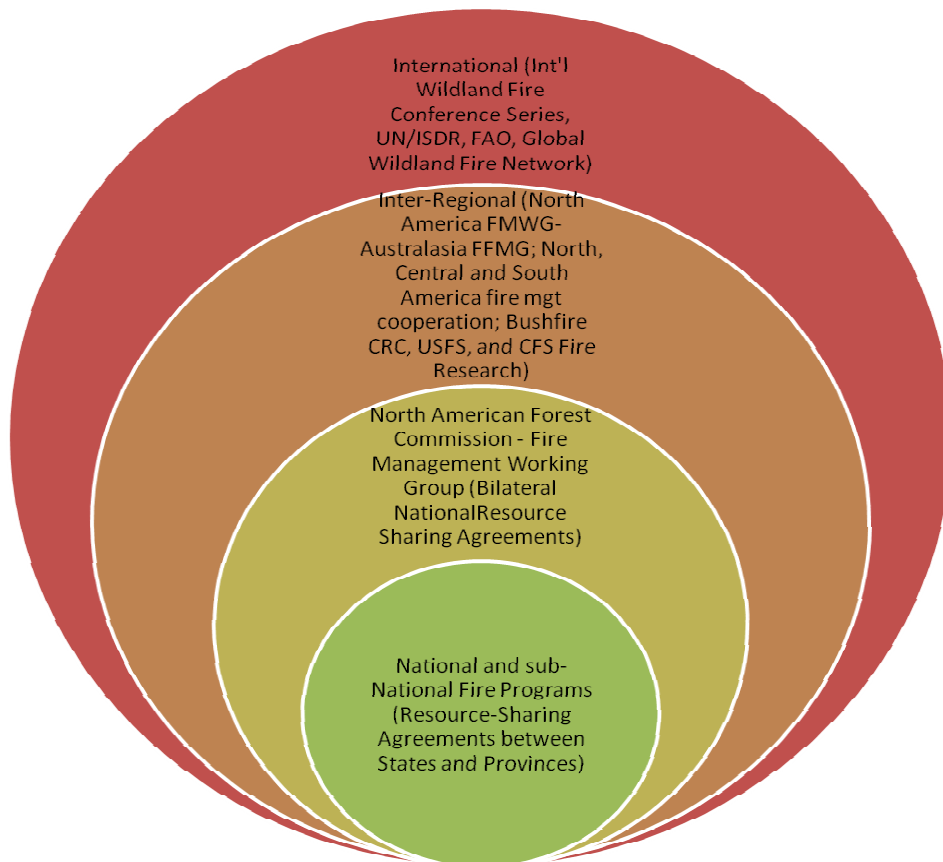 International (Int'l
Wildland Fire
Conference Series,
UN/ISDR, FAO, Global
Wildland Fire Network)
Inter-Regional (North
America FMWG-
Australasia FFMG; North,
Central and South
America fire mgt
cooperation; Bushfire
CRC, USFS, and CFS Fire
Research)
North American Forest
Commission - Fire
Management Working
Group (Bilateral
NationalResource
Sharing Agreements)
National and sub-
National Fire Programs
(Resource-Sharing
Agreements between
States and Provinces)